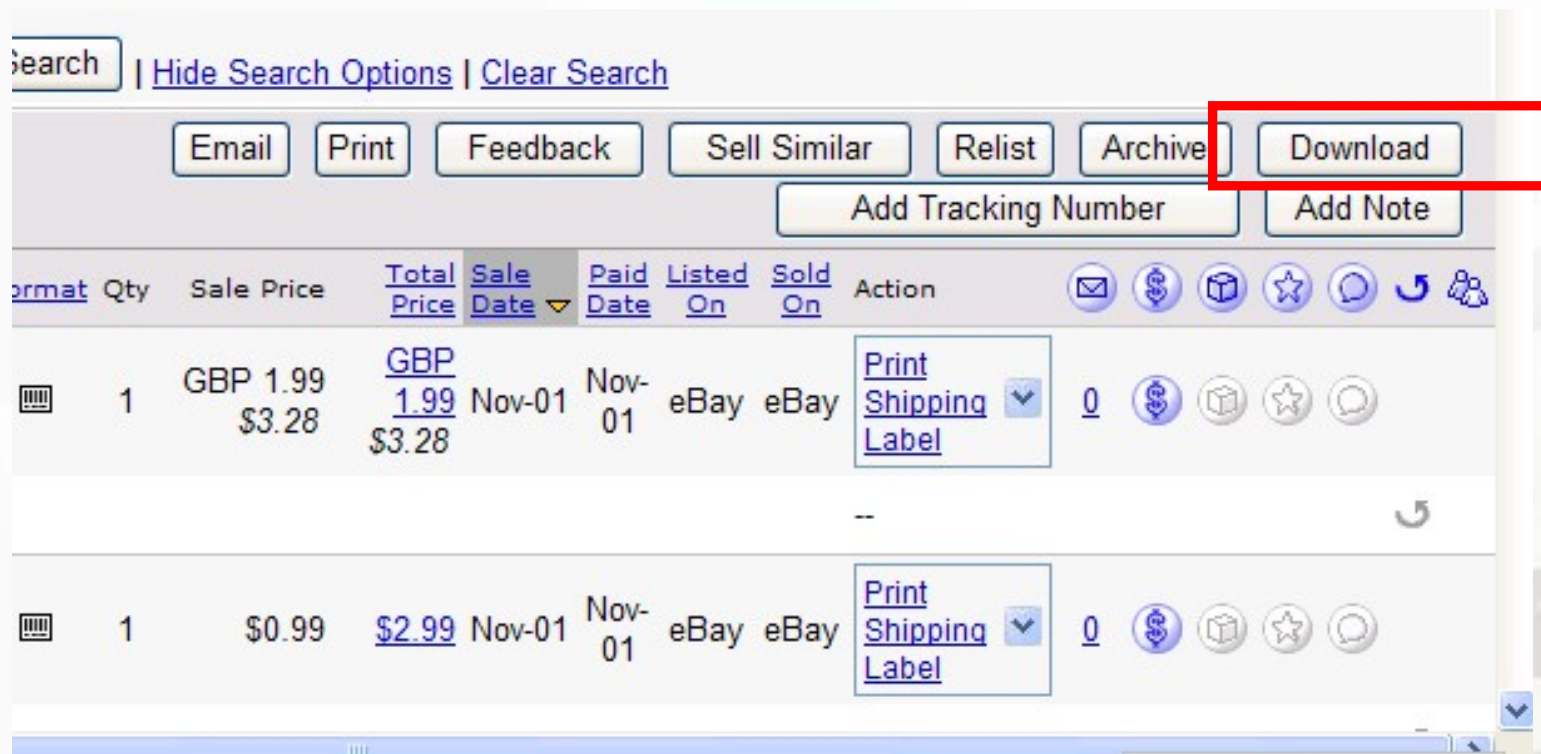 Search | Hide Search Options | Clear Search
Email Print Feedback Sell Similar Relist Archive Download
Add Tracking Number Add Note
Format Qty Sale Price Total Price Sale Date Paid Date Listed On Sold On Action
1 GBP 1.99 $3.28 GBP 1.99 $3.28 Nov-01 Nov-01 eBay eBay Print Shipping Label 0
--
1 $0.99 $2.99 Nov-01 Nov-01 eBay eBay Print Shipping Label 0